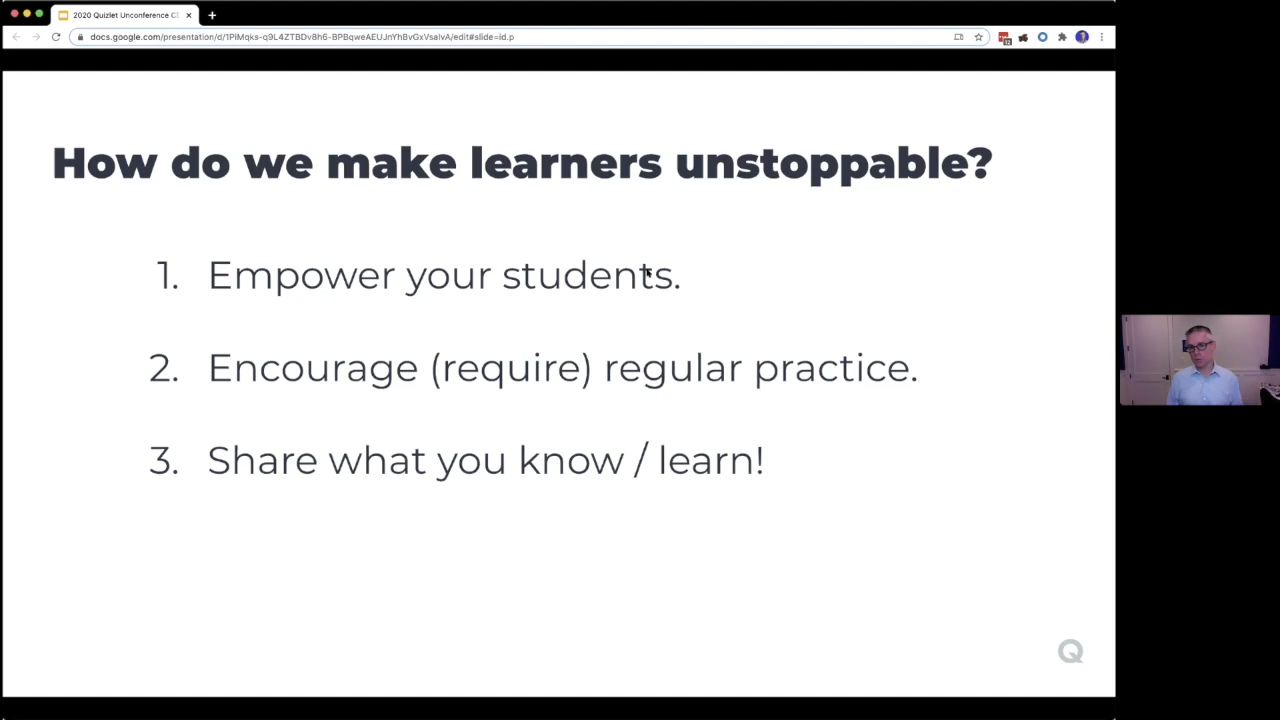 2020 Quizlet Unconference C
docs.google.com/presentation/d/1PiMqks-q9L4ZTBDv8h6-BPBqweAEUJnYhBvGxVsaIvA/edit#slide=id.p
How do we make learners unstoppable?
1. Empower your students.
2. Encourage (require) regular practice.
3. Share what you know / learn!
Q